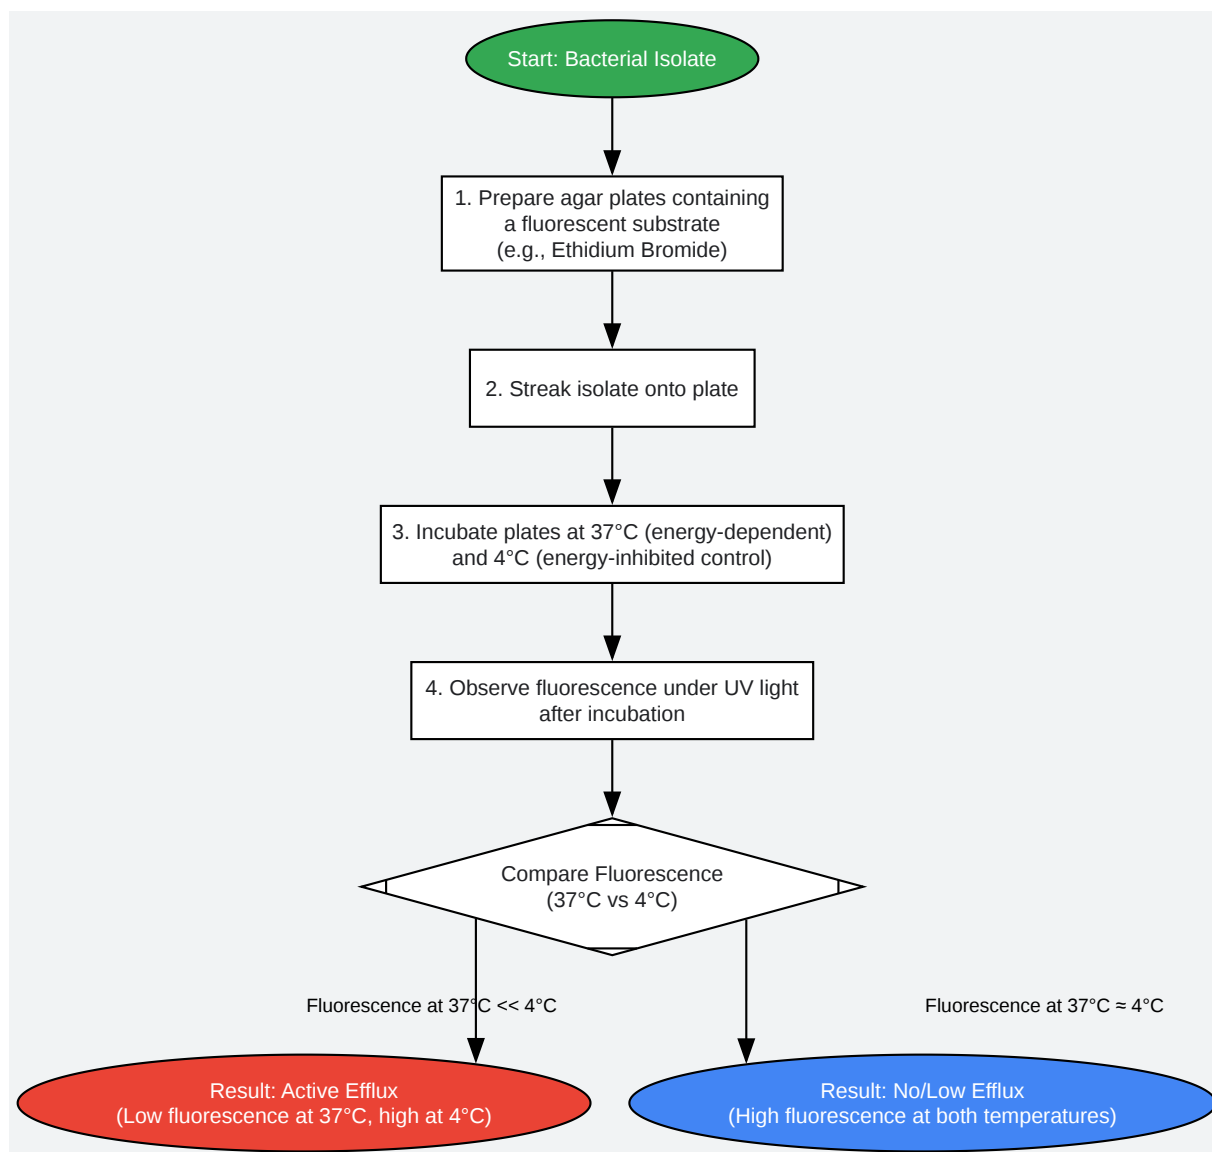 Start: Bacterial Isolate
1. Prepare agar plates containing
a fluorescent substrate
(e.g., Ethidium Bromide)
2. Streak isolate onto plate
3. Incubate plates at 37°C (energy-dependent)
and 4°C (energy-inhibited control)
4. Observe fluorescence under UV light
after incubation
Compare Fluorescence
(37°C vs 4°C)
Fluorescence at 37°C << 4°C
Fluorescence at 37°C ≈ 4°C
Result: Active Efflux
(Low fluorescence at 37°C, high at 4°C)
Result: No/Low Efflux
(High fluorescence at both temperatures)